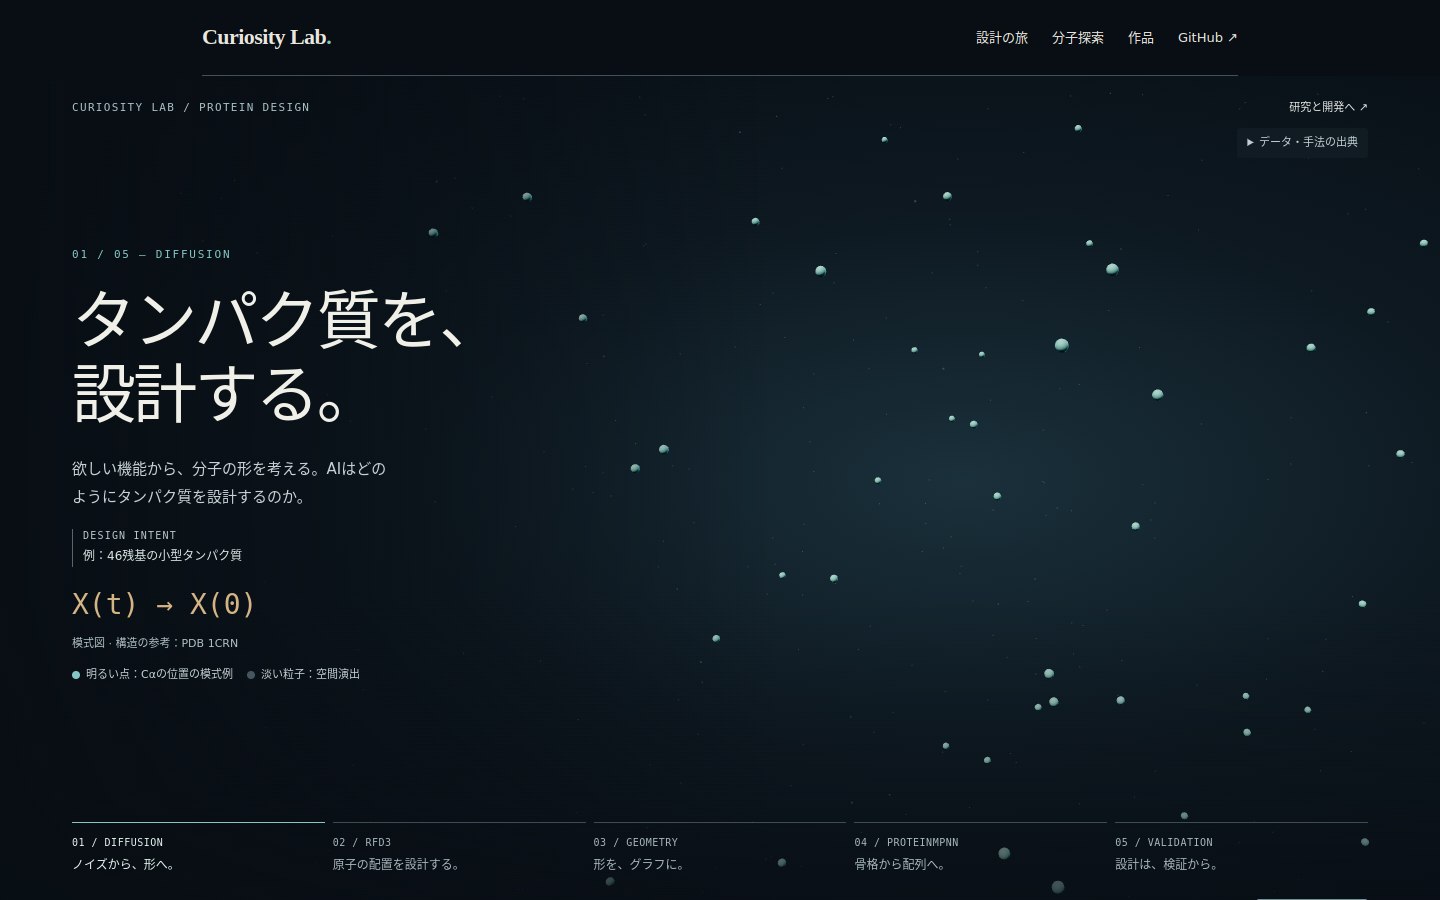 Curiosity Lab.
設計の旅 分子探索 作品 GitHub ↗
CURIOSITY LAB / PROTEIN DESIGN
研究と開発へ ↗
▶ データ・手法の出典
01 / 05 — DIFFUSION
タンパク質を、
設計する。
欲しい機能から、分子の形を考える。AIはどの
ようにタンパク質を設計するのか。
DESIGN INTENT
例：46残基の小型タンパク質
X(t) → X(0)
模式図 · 構造の参考：PDB 1CRN
明るい点：Cαの位置の模式例 淡い粒子：空間演出
01 / DIFFUSION
ノイズから、形へ。
02 / RFD3
原子の配置を設計する。
03 / GEOMETRY
形を、グラフに。
04 / PROTEINMPNN
骨格から配列へ。
05 / VALIDATION
設計は、検証から。